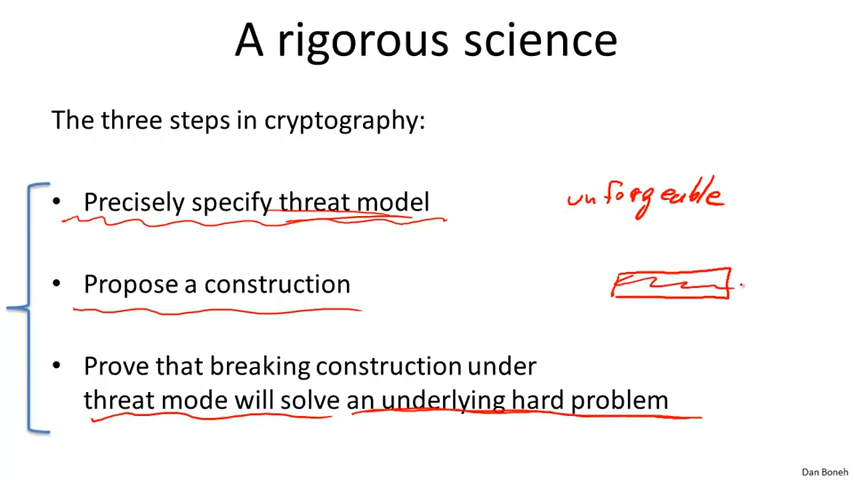 A rigorous science
The three steps in cryptography:
• Precisely specify threat model
unforgeable
• Propose a construction
• Prove that breaking construction under
threat mode will solve an underlying hard problem
Dan Boneh